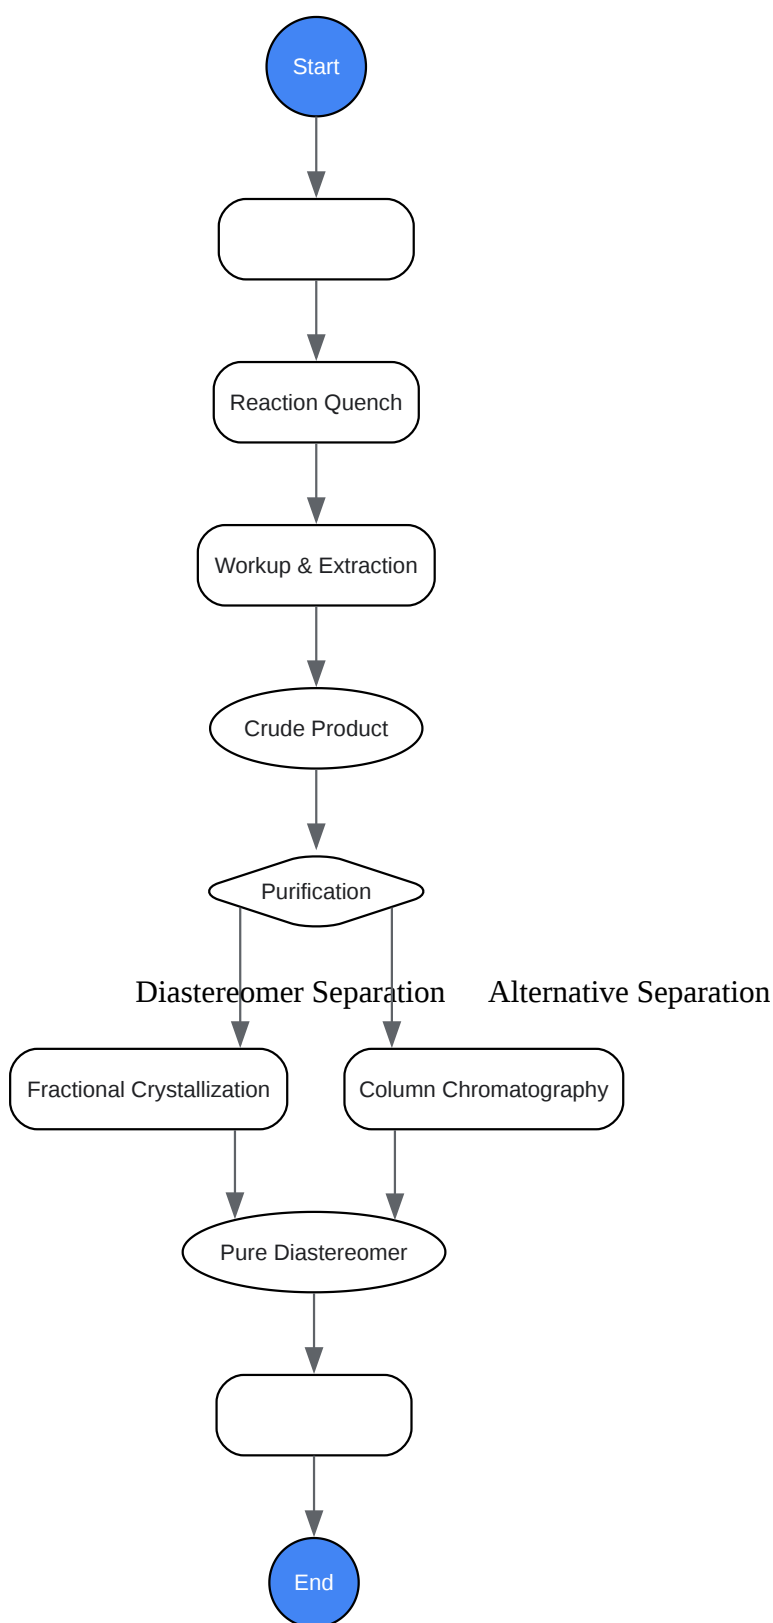 Start
Reaction Quench
Workup & Extraction
Crude Product
Purification
Diastereomer Separation
Alternative Separation
Fractional Crystallization
Column Chromatography
Pure Diastereomer
End